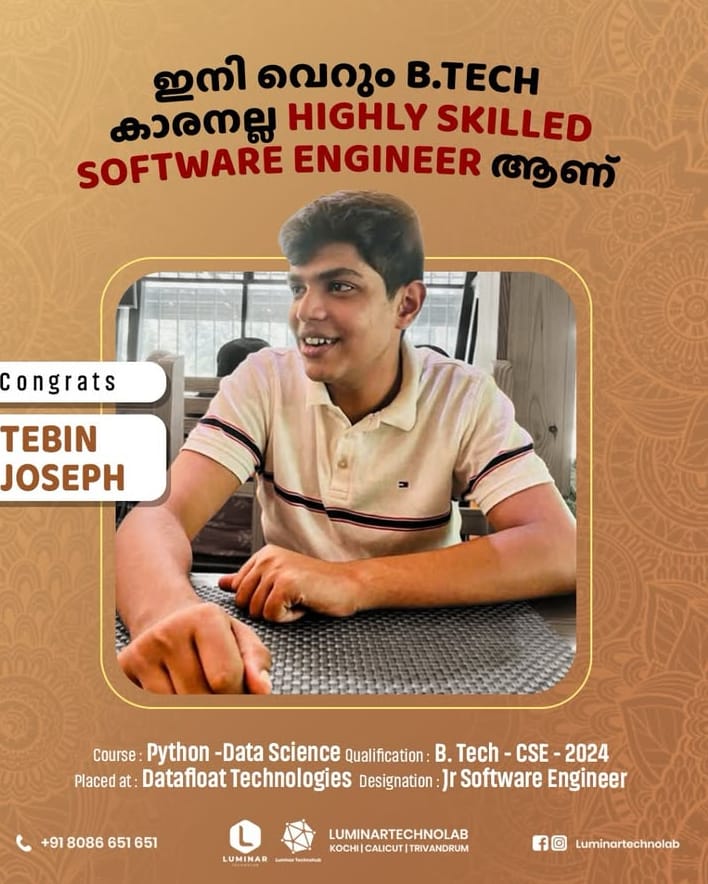 ഇനി വെറും B.TECH
കാരനല്ല HIGHLY SKILLED
SOFTWARE ENGINEER ആണ്
Congrats
TEBIN
JOSEPH
Course : Python -Data Science Qualification : B. Tech - CSE - 2024
Placed at : Datafloat Technologies Designation : Jr Software Engineer
+91 8086 651 651
LUMINAR
TECHNOLAB
Luminar Technohub
LUMINARTECHNOLAB
KOCHI | CALICUT | TRIVANDRUM
Luminartechnolab